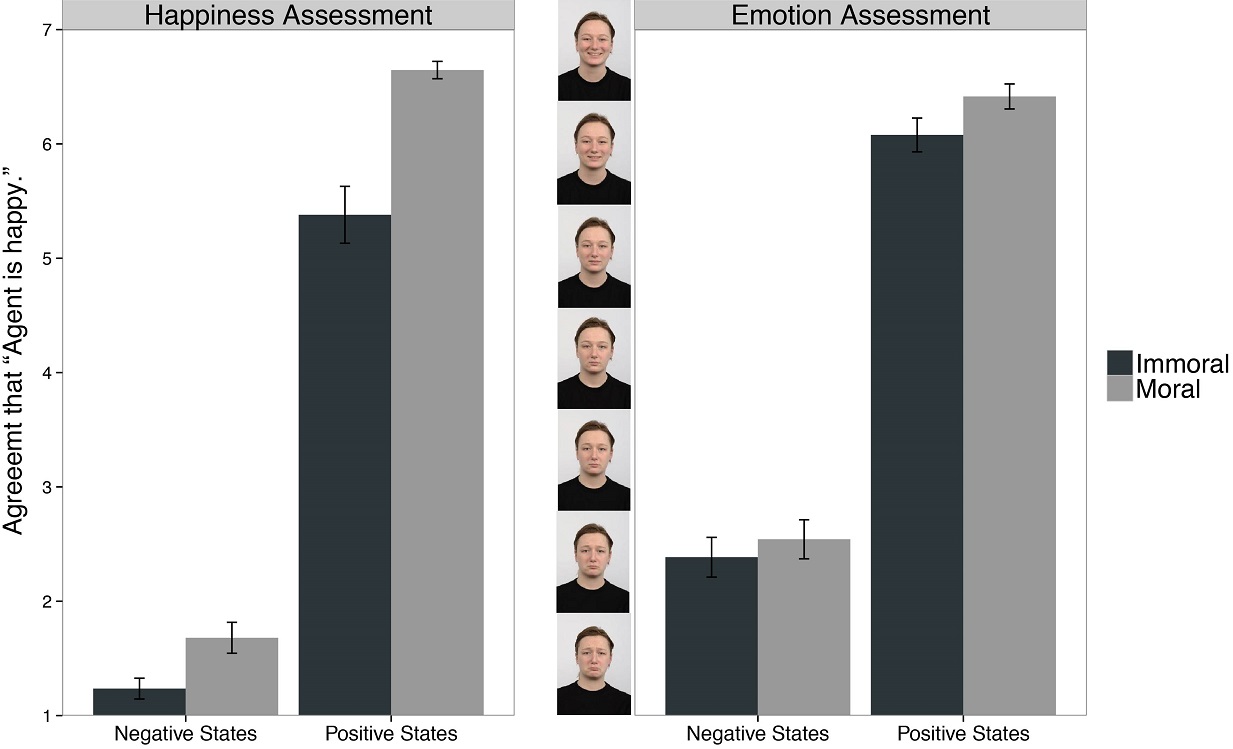 Happiness Assessment
Emotion Assessment
Agreeemt that “Agent is happy.”
7
6
5
4
3
2
1
Negative States
Positive States
Negative States
Positive States
Immoral
Moral